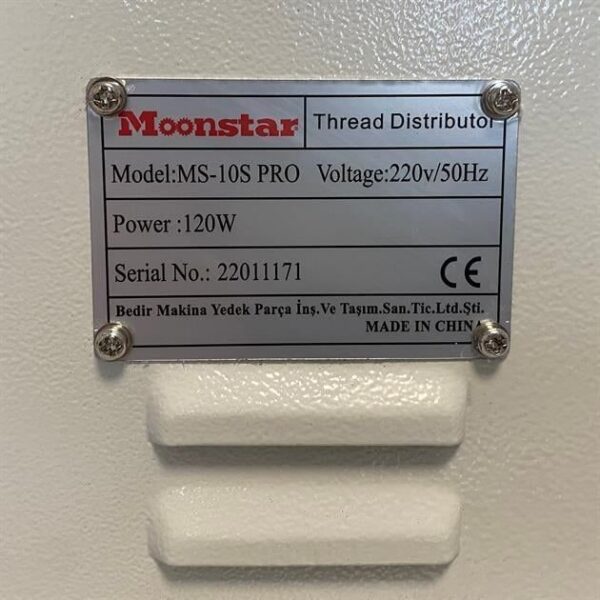 Moonstar Thread Distributor
Model:MS-10S PRO Voltage:220v/50Hz
Power :120W
Serial No.: 22011171 CE
Bedir Makina Yedek Parça İnş.Ve Taşım.San.Tic.Ltd.Şti.
MADE IN CHINA